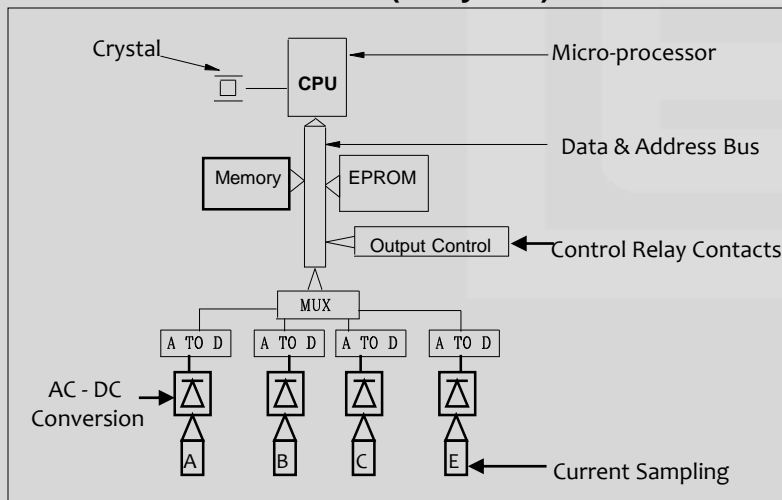 Crystal
Micro-processor
CPU
Data & Address Bus
Memory
EPROM
Output Control
Control Relay Contacts
MUX
A TO D
A TO D
A TO D
A TO D
AC - DC
Conversion
A
B
C
E
Current Sampling